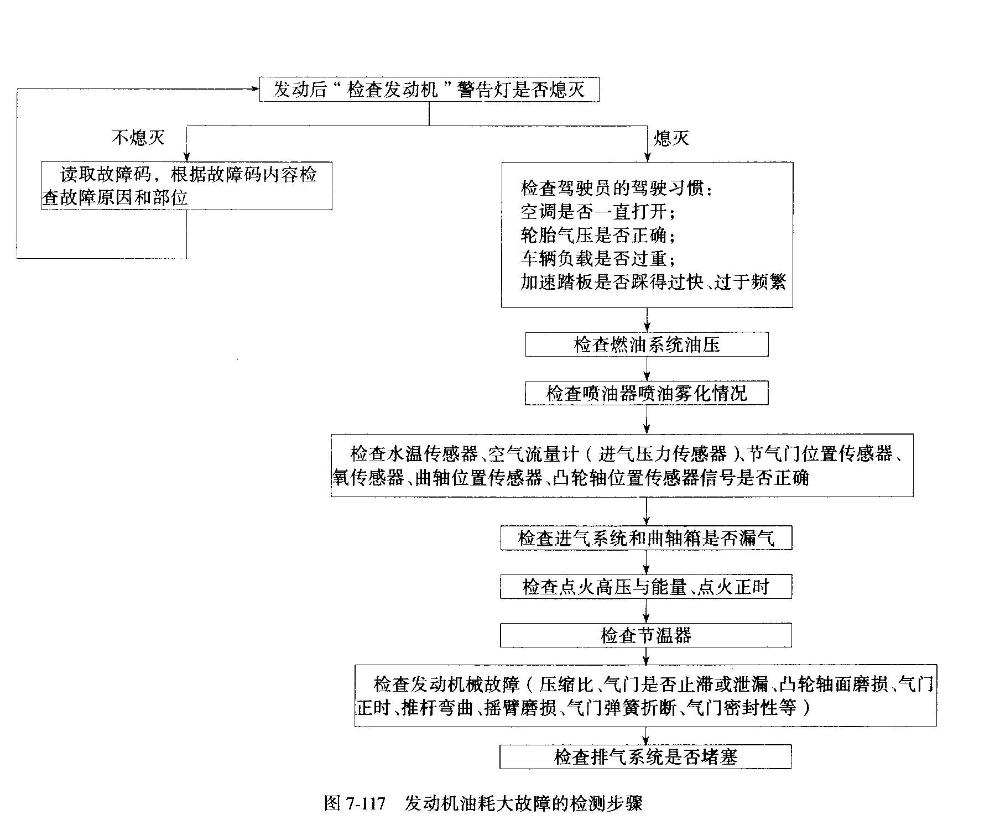 发动后“检查发动机”警告灯是否熄灭
不熄灭
熄灭
读取故障码，根据故障码内容检
查故障原因和部位
检查驾驶员的驾驶习惯：
空调是否一直打开；
轮胎气压是否正确；
车辆负载是否过重；
加速踏板是否踩得过快、过于频繁
检查燃油系统油压
检查喷油器喷油雾化情况
检查水温传感器、空气流量计（进气压力传感器）、节气门位置传感器、
氧传感器、曲轴位置传感器、凸轮轴位置传感器信号是否正确
检查进气系统和曲轴箱是否漏气
检查点火高压与能量、点火正时
检查节温器
检查发动机械故障（压缩比、气门是否止滞或泄漏、凸轮轴面磨损、气门
正时、推杆弯曲、摇臂磨损、气门弹簧折断、气门密封性等）
检查排气系统是否堵塞
图 7-117 发动机油耗大故障的检测步骤